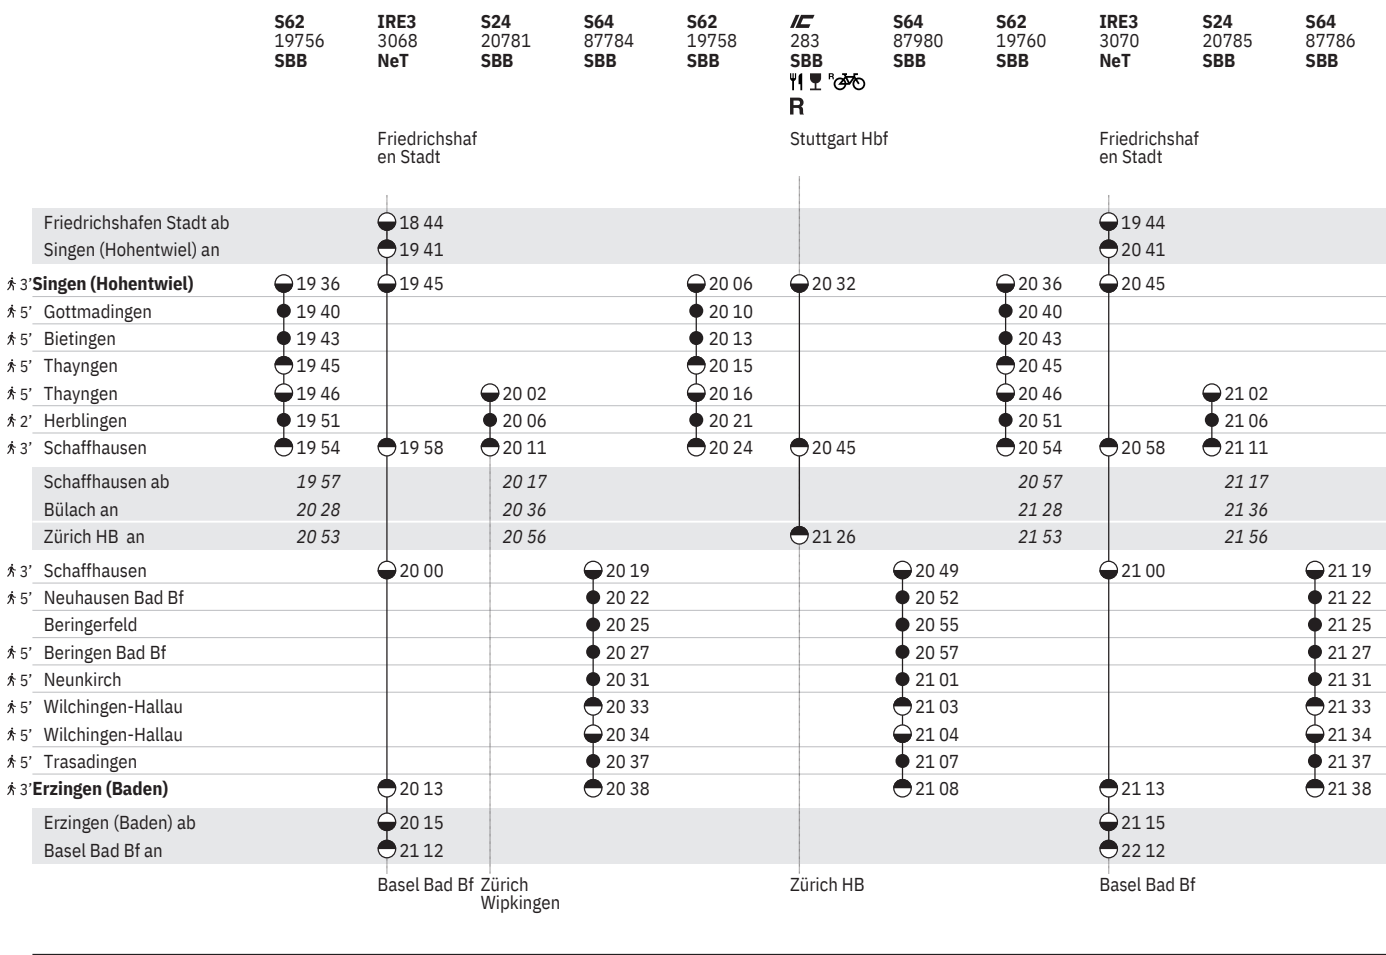 S62 IRE3 S24 S64 S62 IC S64 S62 IRE3 S24 S64
19756 3068 20781 87784 19758 283 87980 19760 3070 20785 87786
SBB NeT SBB SBB SBB SBB SBB SBB NeT SBB SBB
R
R
Friedrichshaf Stuttgart Hbf Friedrichshaf
en Stadt en Stadt
Friedrichshafen Stadt ab 18 44 19 44
Singen (Hohentwiel) an 19 41 20 41
3' Singen (Hohentwiel) 19 36 19 45 20 06 20 32 20 36 20 45
5' Gottmadingen 19 40 20 10 20 40
5' Bietingen 19 43 20 13 20 43
5' Thayngen 19 45 20 15 20 45
5' Thayngen 19 46 20 02 20 16 20 46 21 02
2' Herblingen 19 51 20 06 20 21 20 51 21 06
3' Schaffhausen 19 54 19 58 20 11 20 24 20 45 20 54 20 58 21 11
Schaffhausen ab 19 57 20 17 20 57 21 17
Bülach an 20 28 20 36 21 28 21 36
Zürich HB an 20 53 20 56 21 26 21 53 21 56
3' Schaffhausen 20 00 20 19 20 49 21 00 21 19
5' Neuhausen Bad Bf 20 22 20 52 21 22
Beringerfeld 20 25 20 55 21 25
5' Beringen Bad Bf 20 27 20 57 21 27
5' Neunkirch 20 31 21 01 21 31
5' Wilchingen-Hallau 20 33 21 03 21 33
5' Wilchingen-Hallau 20 34 21 04 21 34
5' Trasadingen 20 37 21 07 21 37
3' Erzingen (Baden) 20 13 20 38 21 08 21 13 21 38
Erzingen (Baden) ab 20 15 21 15
Basel Bad Bf an 21 12 22 12
Basel Bad Bf Zürich Zürich HB Basel Bad Bf
Wipkingen